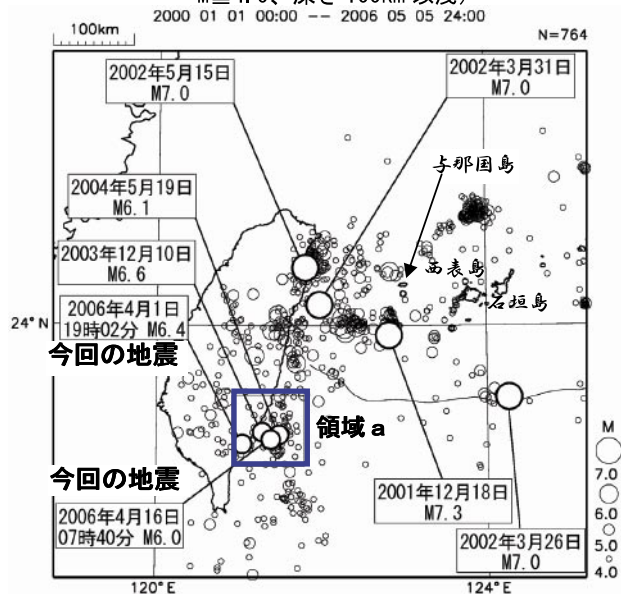 M≧4.0、深さ 100km 以浅)
2000 01 01 00:00 -- 2006 05 05 24:00
100km
N=764
2002年5月15日
M7.0
2002年3月31日
M7.0
与那国島
2004年5月19日
M6.1
2003年12月10日
M6.6
西表島
石垣島
2006年4月1日
19時02分 M6.4
24°N
今回の地震
領域a
今回の地震
2006年4月16日
07時40分 M6.0
2001年12月18日
M7.3
2002年3月26日
M7.0
M
7.0
6.0
5.0
4.0
120°E
124°E